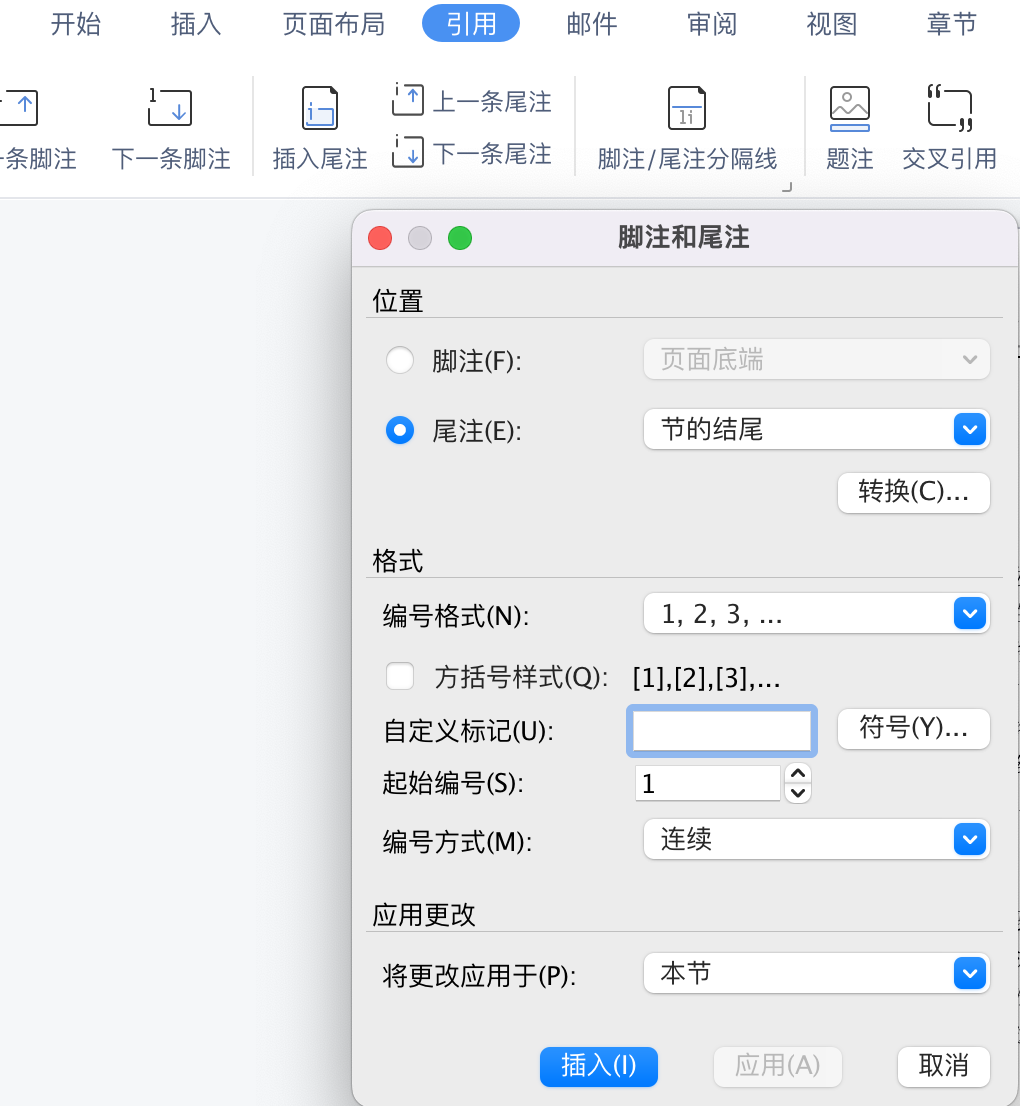 开始 插入 页面布局 引用 邮件 审阅 视图 章节
上一条尾注
条脚注 下一条脚注 插入尾注 下一条尾注 脚注/尾注分隔线 题注 交叉引用
脚注和尾注
位置
脚注(F): 页面底端
尾注(E): 节的结尾
转换(C)...
格式
编号格式(N): 1, 2, 3, ...
方括号样式(Q): [1],[2],[3],...
自定义标记(U): 符号(Y)...
起始编号(S): 1
编号方式(M): 连续
应用更改
将更改应用于(P): 本节
插入(I) 应用(A) 取消